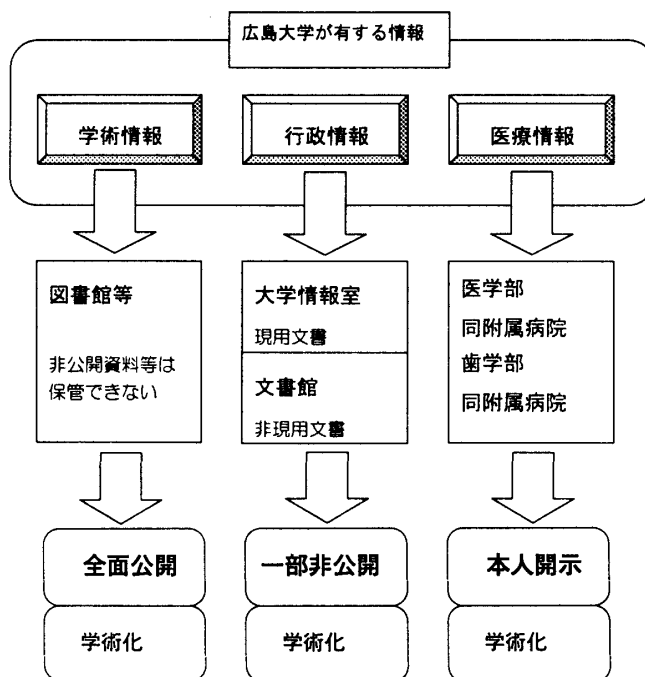 広島大学が有する情報
学術情報
行政情報
医療情報
図書館等
非公開資料等は
保管できない
大学情報室
現用文書
文書館
非現用文書
医学部
同附属病院
歯学部
同附属病院
全面公開
一部非公開
本人開示
学術化
学術化
学術化